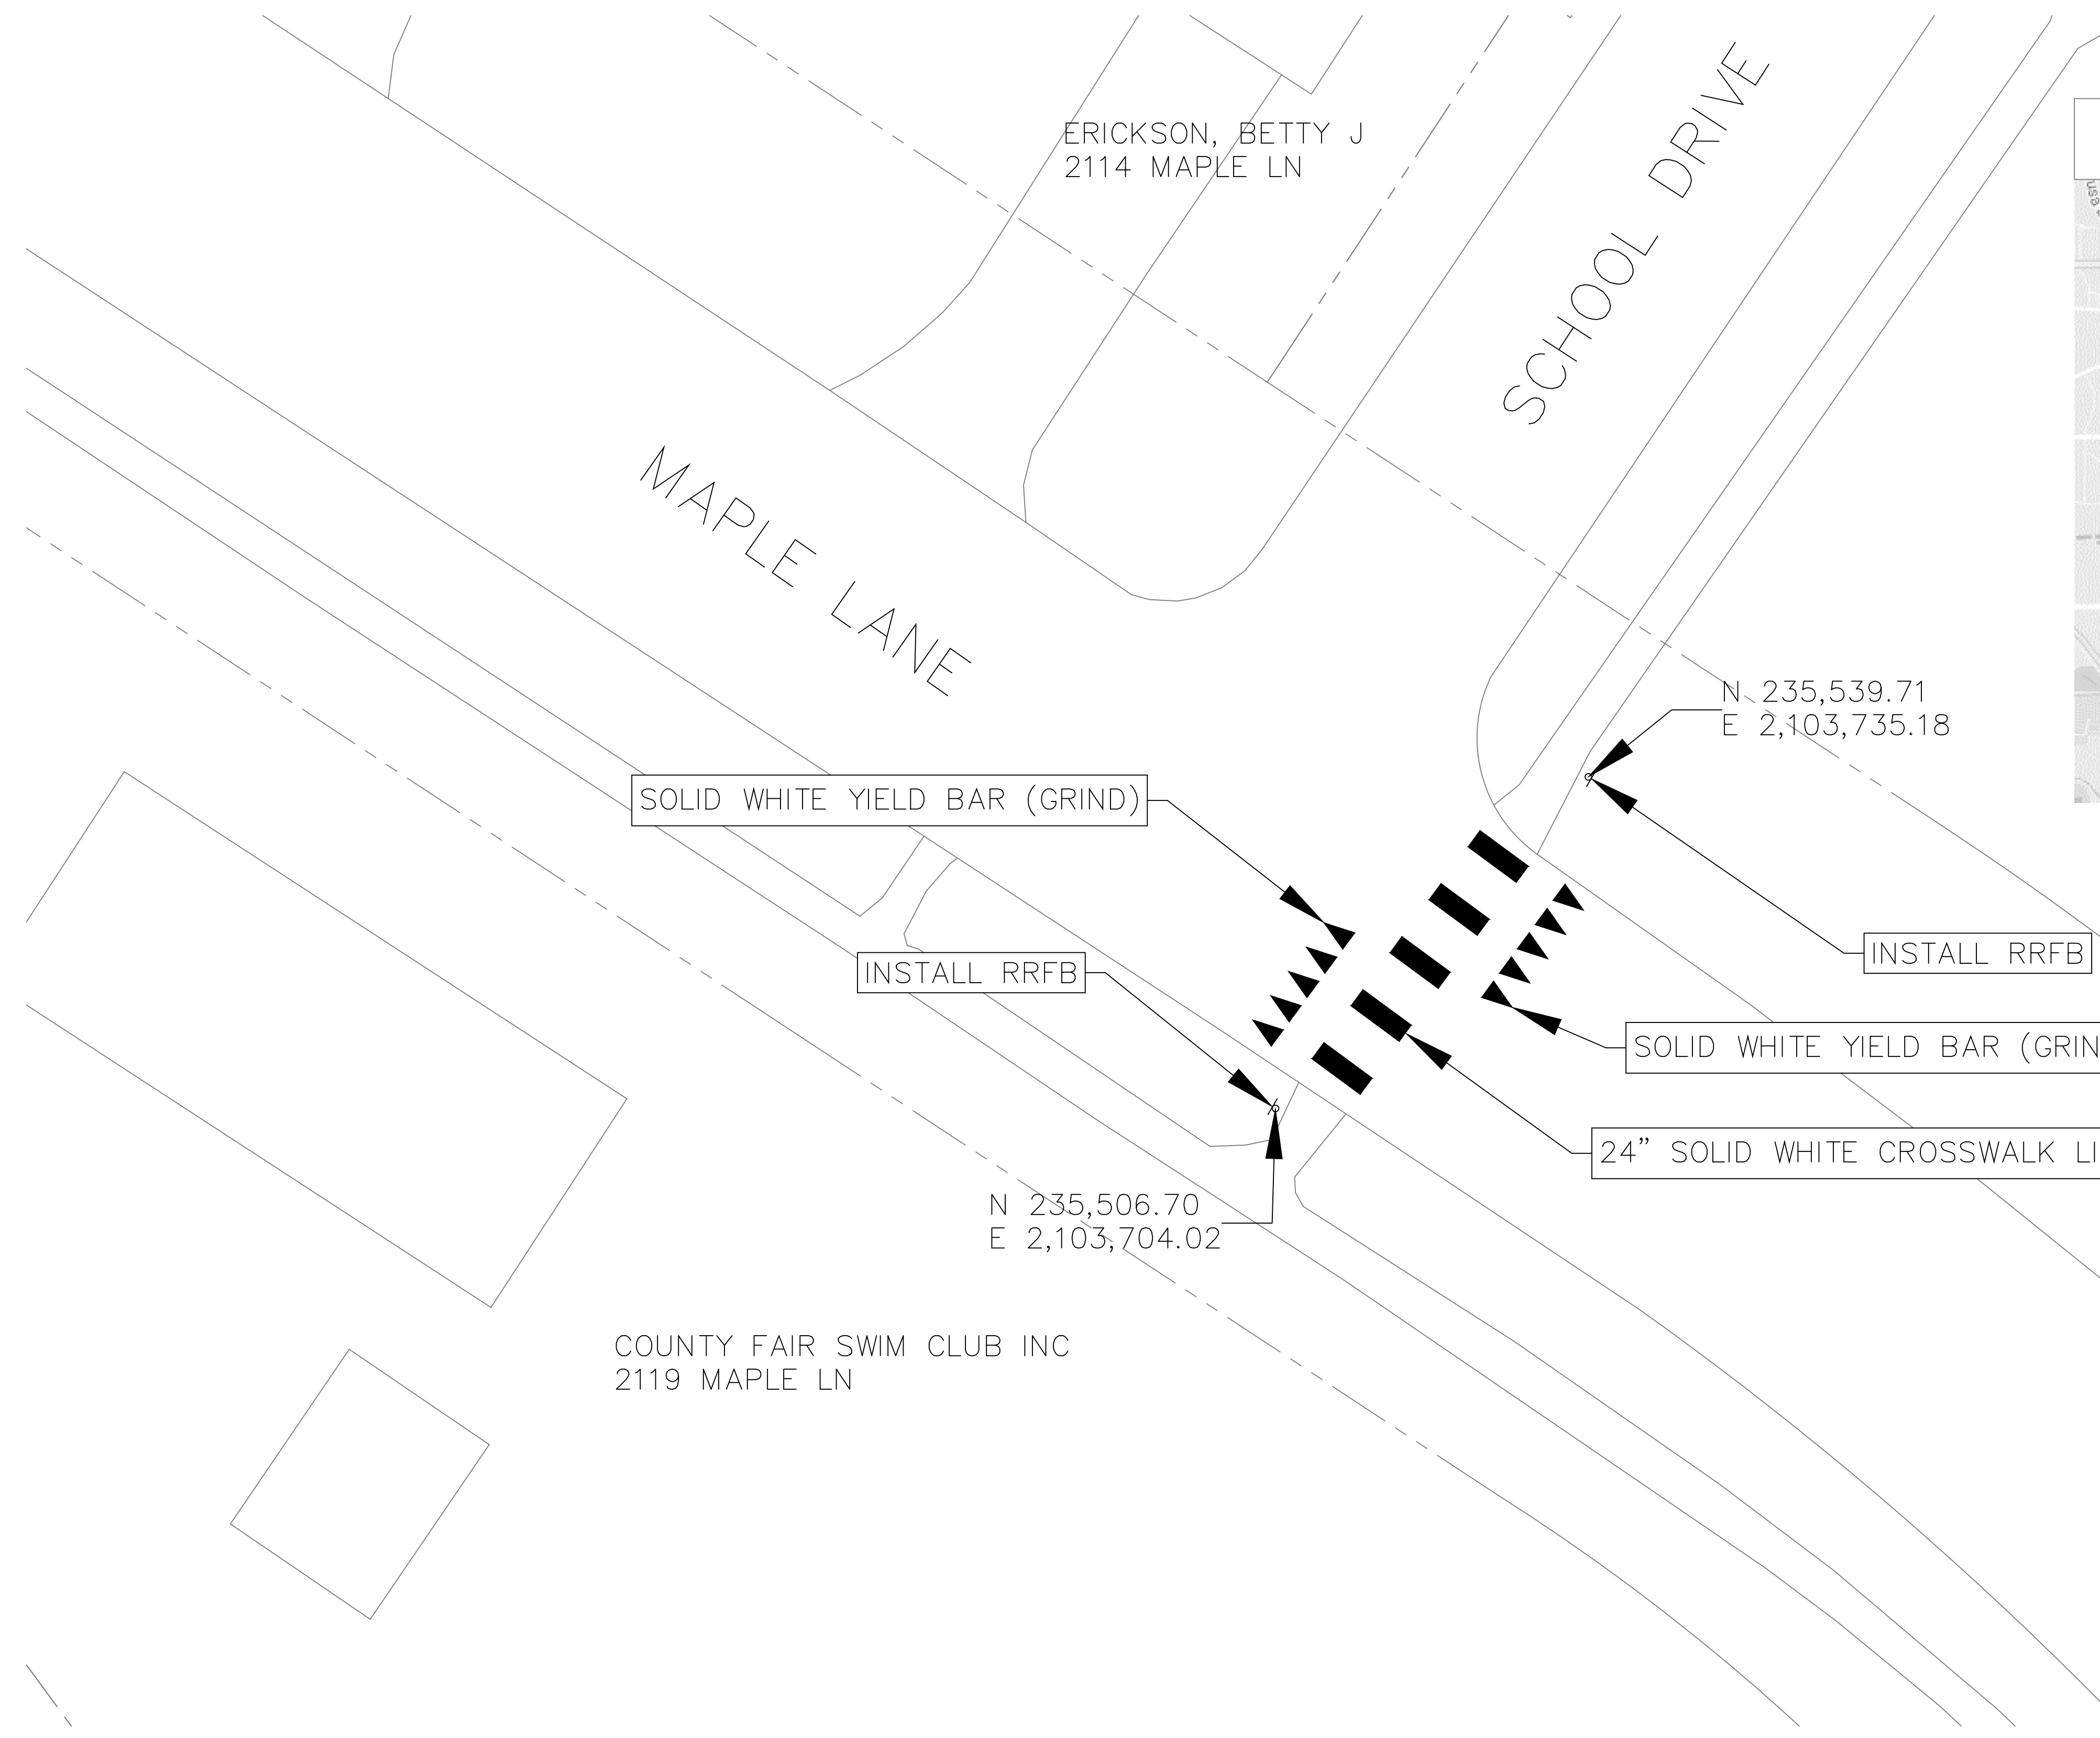 ERICKSON, BETTY J
2114 MAPLE LN
SCHOOL DRIVE
MAPLE LANE
N 235,539.71
E 2,103,735.18
SOLID WHITE YIELD BAR (GRIND)
INSTALL RRFB
INSTALL RRFB
SOLID WHITE YIELD BAR (GRIN
24" SOLID WHITE CROSSWALK LI
N 235,506.70
E 2,103,704.02
COUNTY FAIR SWIM CLUB INC
2119 MAPLE LN